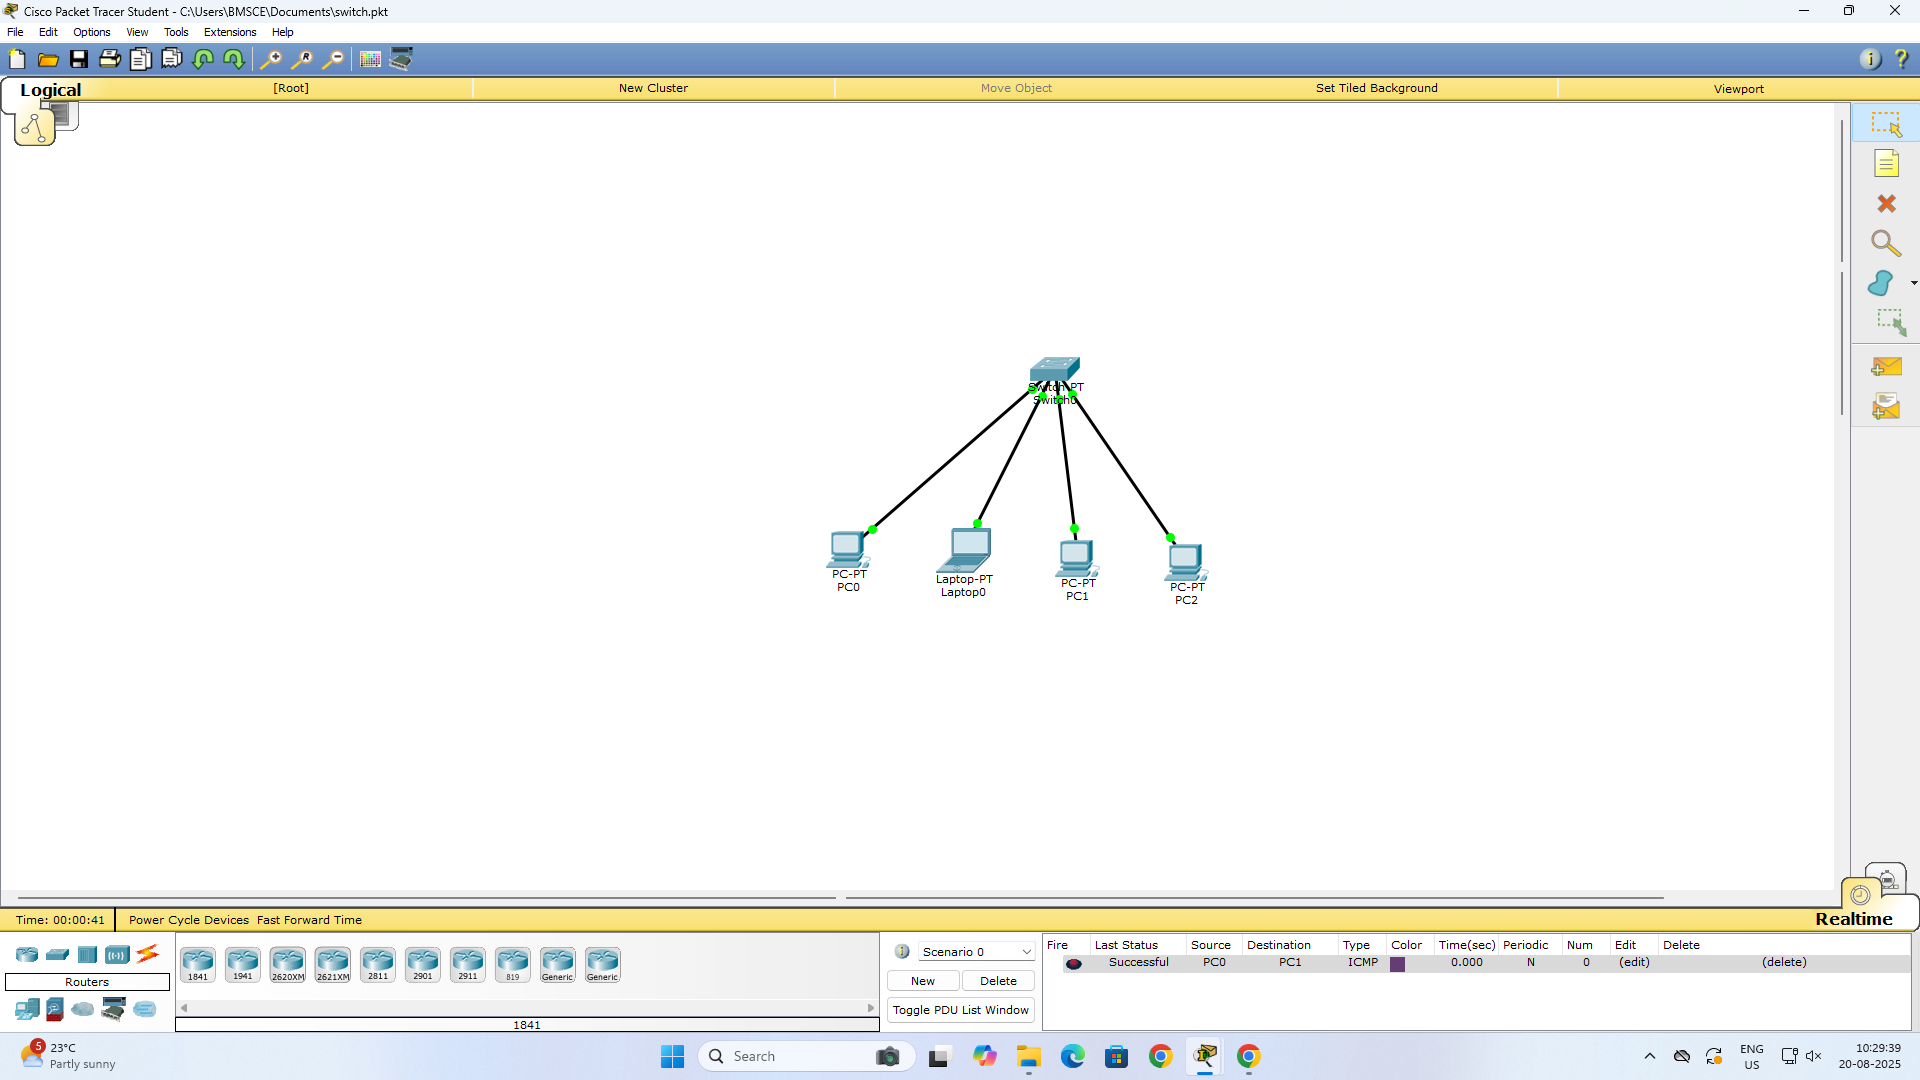 Cisco Packet Tracer Student - C:\Users\BMSCE\Documents\switch.pkt
File Edit Options View Tools Extensions Help
Logical [Root] New Cluster Move Object Set Tiled Background Viewport
Switch-PT
Switch0
PC-PT
PC0
Laptop-PT
Laptop0
PC-PT
PC1
PC-PT
PC2
Time: 00:00:41 Power Cycle Devices Fast Forward Time
Realtime
Routers
1841 1941 2620XM 2621XM 2811 2901 2911 819 Generic Generic
1841
Scenario 0
New Delete
Toggle PDU List Window
Fire Last Status Source Destination Type Color Time(sec) Periodic Num Edit Delete
Successful PC0 PC1 ICMP 0.000 N 0 (edit) (delete)
5
23°C
Partly sunny
Search
ENG
US
10:29:39
20-08-2025